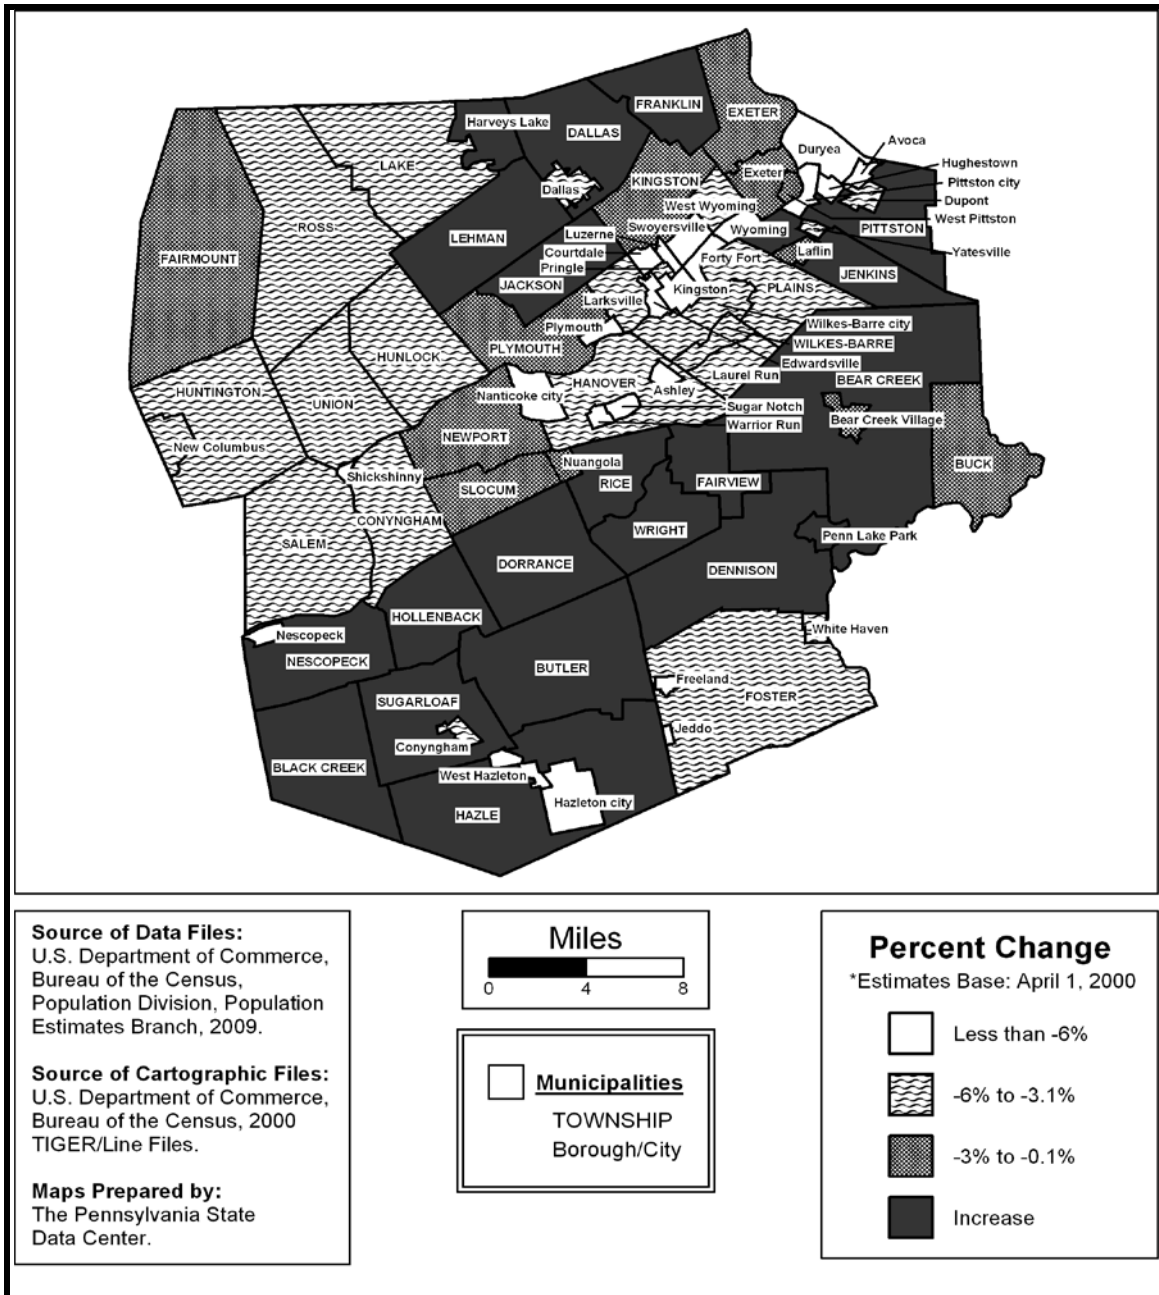 FRANKLIN
EXETER
Harveys Lake
DALLAS
Duryea
Avoca
Hughestown
LAKE
Exeter
Pittston city
Dallas
KINGSTON
Dupont
West Wyoming
West Pittston
ROSS
Swoyersville
Wyoming
PITTSTON
LEHMAN
Luzerne
Courtdale
Laflin
Yatesville
FAIRMOUNT
Pringle
Forty Fort
JENKINS
JACKSON
Kingston
PLAINS
Larksville
Plymouth
Wilkes-Barre city
PLYMOUTH
WILKES-BARRE
HUNLOCK
Edwardsville
Laurel Run
BEAR CREEK
HUNTINGTON
HANOVER
Ashley
Nanticoke city
UNION
Sugar Notch
Bear Creek Village
Warrior Run
New Columbus
NEWPORT
Nuangola
BUCK
Shickshinny
RICE
FAIRVIEW
SLOCUM
CONYNGHAM
WRIGHT
Penn Lake Park
SALEM
DORRANCE
DENNISON
HOLLENBACK
White Haven
Nescopeck
NESCOPECK
BUTLER
Freeland
FOSTER
SUGARLOAF
Jeddo
Conyngham
BLACK CREEK
West Hazleton
Hazleton city
HAZLE
Source of Data Files:
U.S. Department of Commerce,
Bureau of the Census,
Population Division, Population
Estimates Branch, 2009.
Source of Cartographic Files:
U.S. Department of Commerce,
Bureau of the Census, 2000
TIGER/Line Files.
Maps Prepared by:
The Pennsylvania State
Data Center.
Miles
0 4 8
Municipalities
TOWNSHIP
Borough/City
Percent Change
*Estimates Base: April 1, 2000
Less than -6%
-6% to -3.1%
-3% to -0.1%
Increase